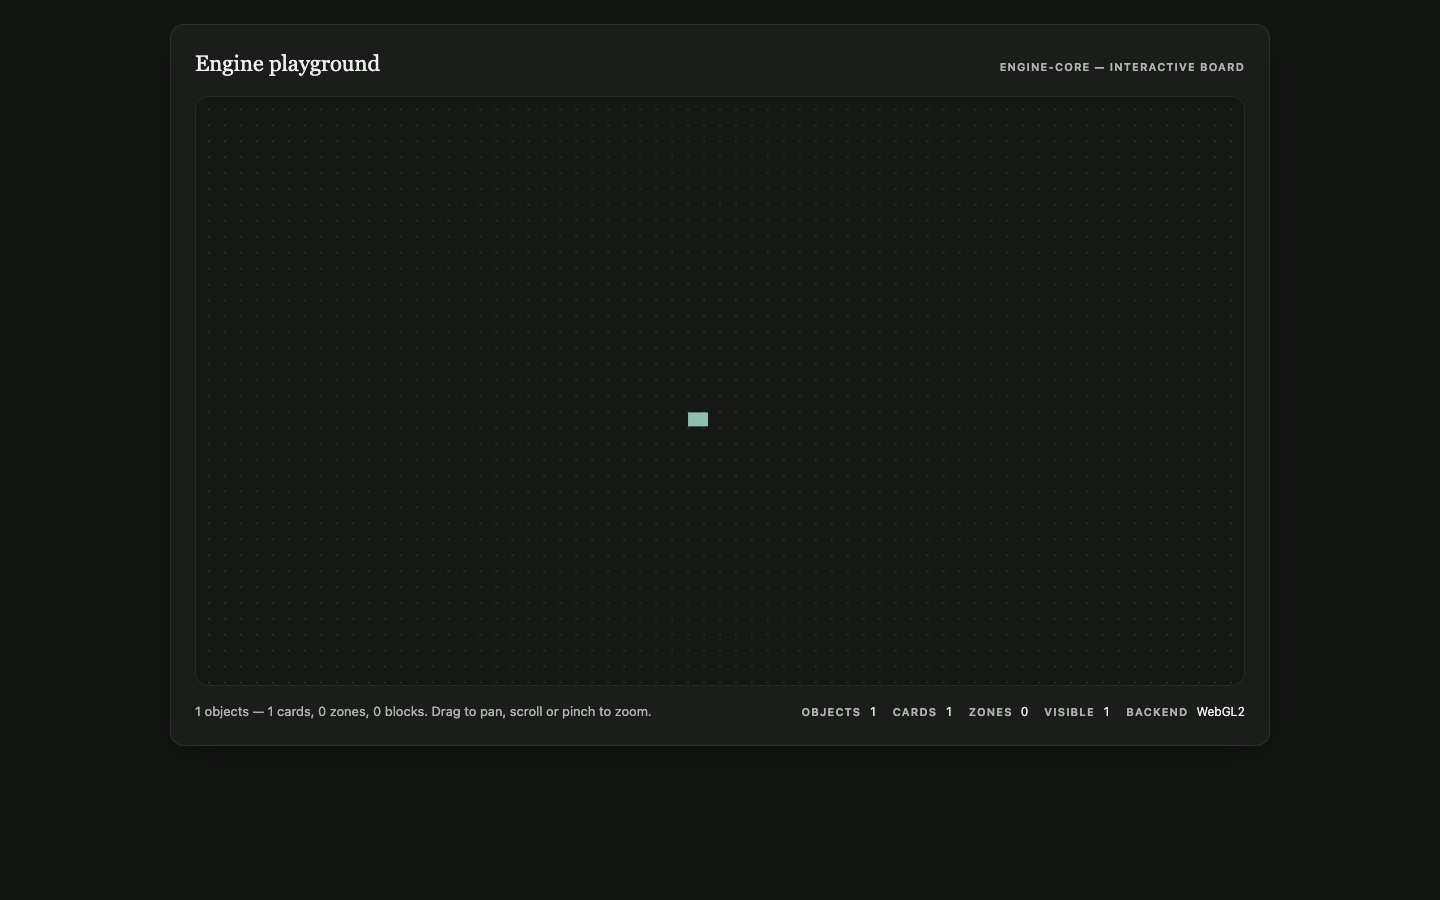 Engine playground
ENGINE-CORE — INTERACTIVE BOARD
1 objects — 1 cards, 0 zones, 0 blocks. Drag to pan, scroll or pinch to zoom.
OBJECTS 1 CARDS 1 ZONES 0 VISIBLE 1 BACKEND WebGL2